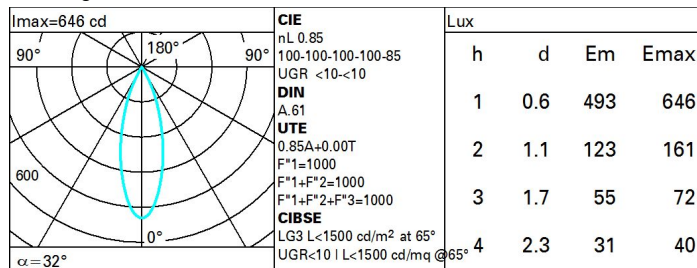 Imax=646 cd
90° 180° 90°
600
0°
α=32°
CIE
nL 0.85
100-100-100-100-85
UGR <10-<10
DIN
A.61
UTE
0.85A+0.00T
F"1=1000
F"1+F"2=1000
F"1+F"2+F"3=1000
CIBSE
LG3 L<1500 cd/m² at 65°
UGR<10 | L<1500 cd/mq @65°
Lux
h d Em Emax
1 0.6 493 646
2 1.1 123 161
3 1.7 55 72
4 2.3 31 40